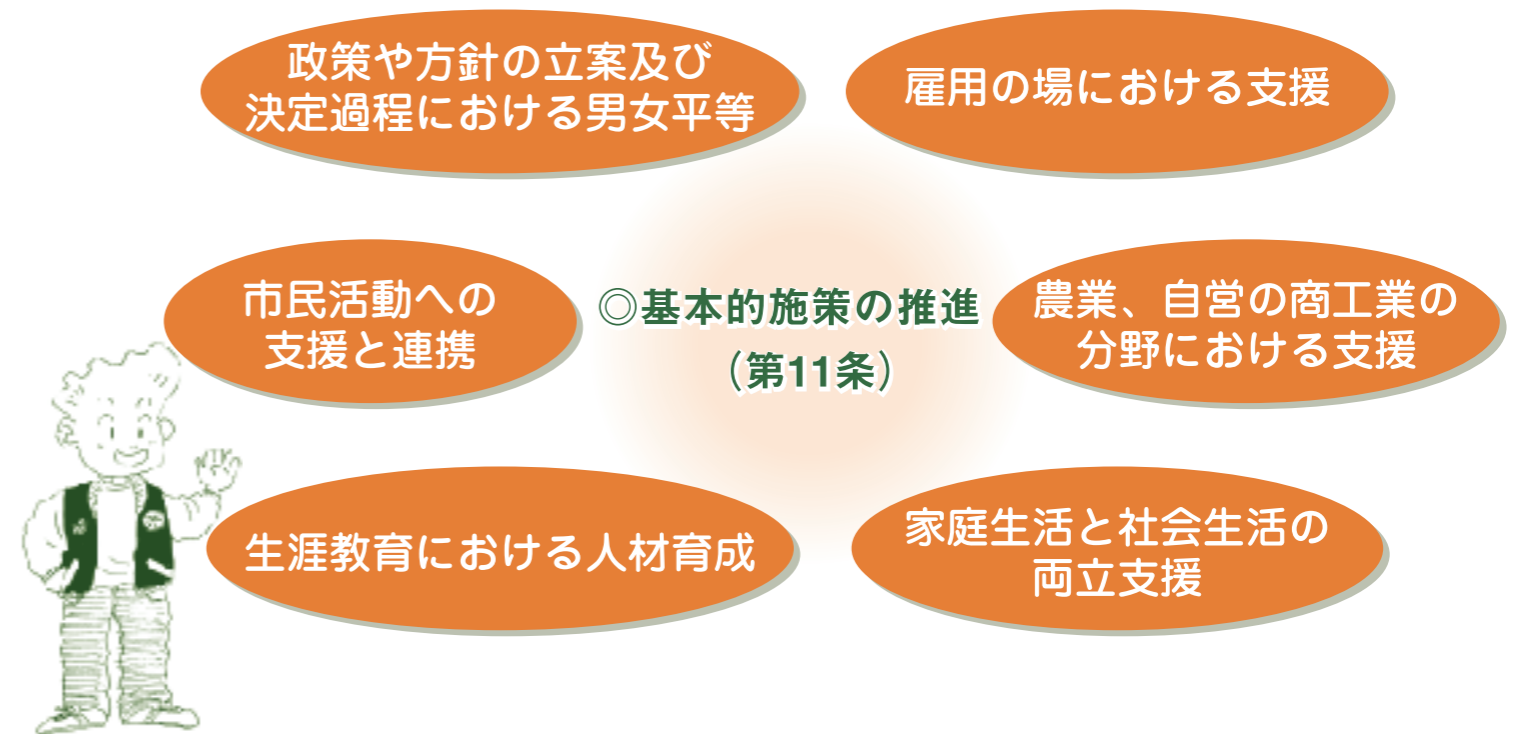 政策や方針の立案及び
決定過程における男女平等
雇用の場における支援
市民活動への
支援と連携
◎基本的施策の推進
（第11条）
農業、自営の商工業の
分野における支援
生涯教育における人材育成
家庭生活と社会生活の
両立支援